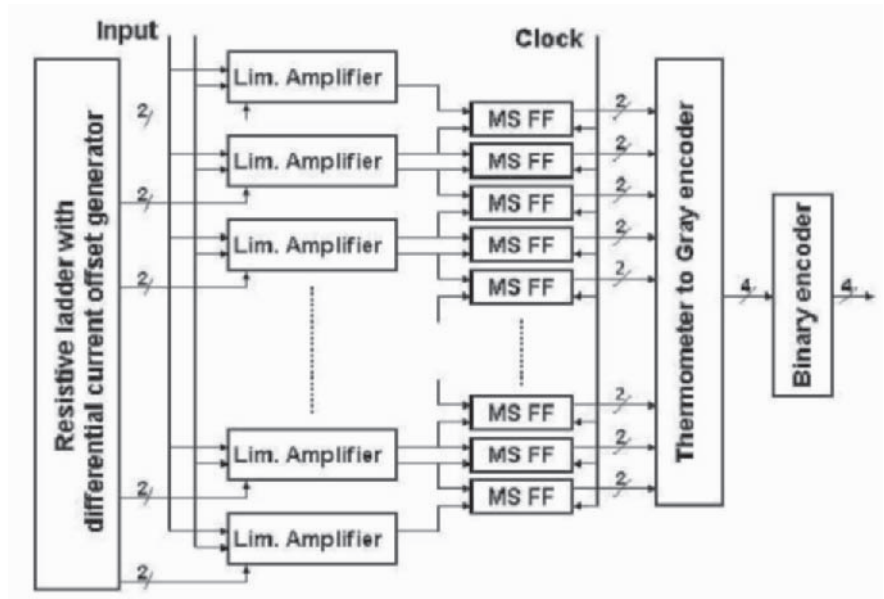 Input
Clock
Resistive ladder with
differential current offset generator
2
2
2
2
2
Lim. Amplifier
Lim. Amplifier
Lim. Amplifier
Lim. Amplifier
Lim. Amplifier
MS FF
MS FF
MS FF
MS FF
MS FF
MS FF
MS FF
MS FF
2
2
2
2
2
2
2
2
Thermometer to Gray encoder
4
Binary encoder
4